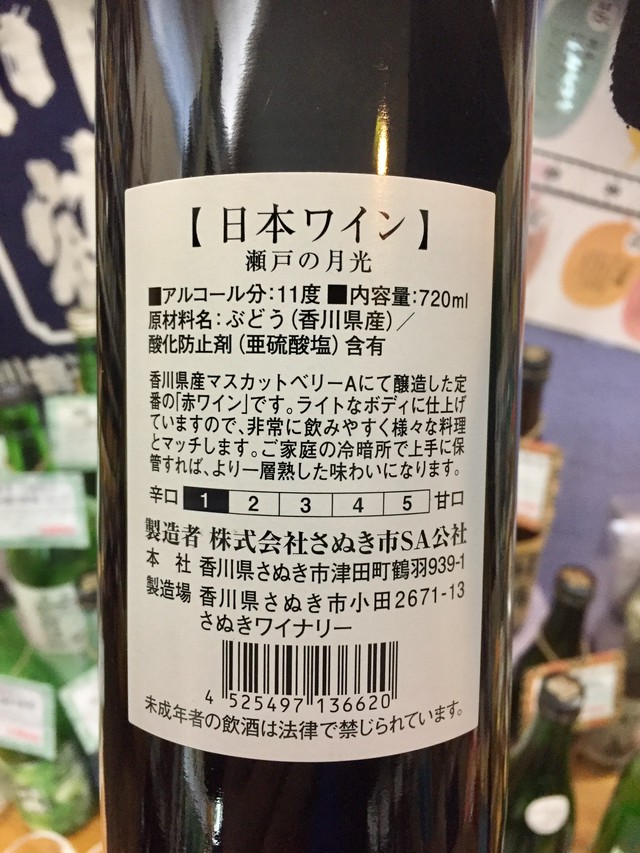 【日本ワイン】
瀬戸の月光
■アルコール分：11度 ■内容量：720ml
原材料名：ぶどう（香川県産）／
酸化防止剤（亜硫酸塩）含有
香川県産マスカットベリーAにて醸造した定
番の「赤ワイン」です。ライトなボディに仕上げ
ていますので、非常に飲みやすく様々な料理
とマッチします。ご家庭の冷暗所で上手に保
管すれば、より一層熟した味わいになります。
辛口 1 2 3 4 5 甘口
製造者 株式会社さぬき市SA公社
本　社 香川県さぬき市津田町鶴羽939-1
製造場 香川県さぬき市小田2671-13
さぬきワイナリー
4 525497 136620
未成年者の飲酒は法律で禁じられています。